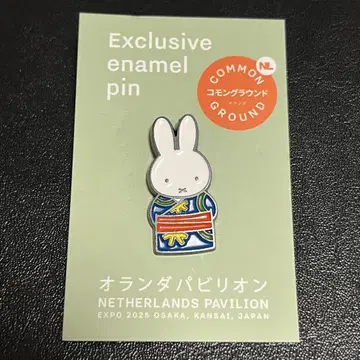 Exclusive
enamel
pin
NL
COMMON
コモングラウンド
GROUND
オランダパビリオン
NETHERLANDS PAVILION
EXPO 2025 OSAKA, KANSAI, JAPAN